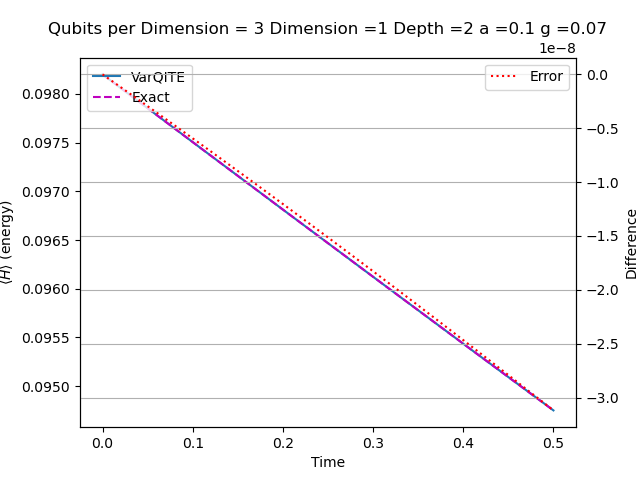 Qubits per Dimension = 3 Dimension =1 Depth =2 a =0.1 g =0.07
1e−8
VarQITE
Exact
Error
0.0980
0.0975
0.0970
0.0965
0.0960
0.0955
0.0950
⟨H⟩ (energy)
0.0
−0.5
−1.0
−1.5
−2.0
−2.5
−3.0
Difference
0.0 0.1 0.2 0.3 0.4 0.5
Time